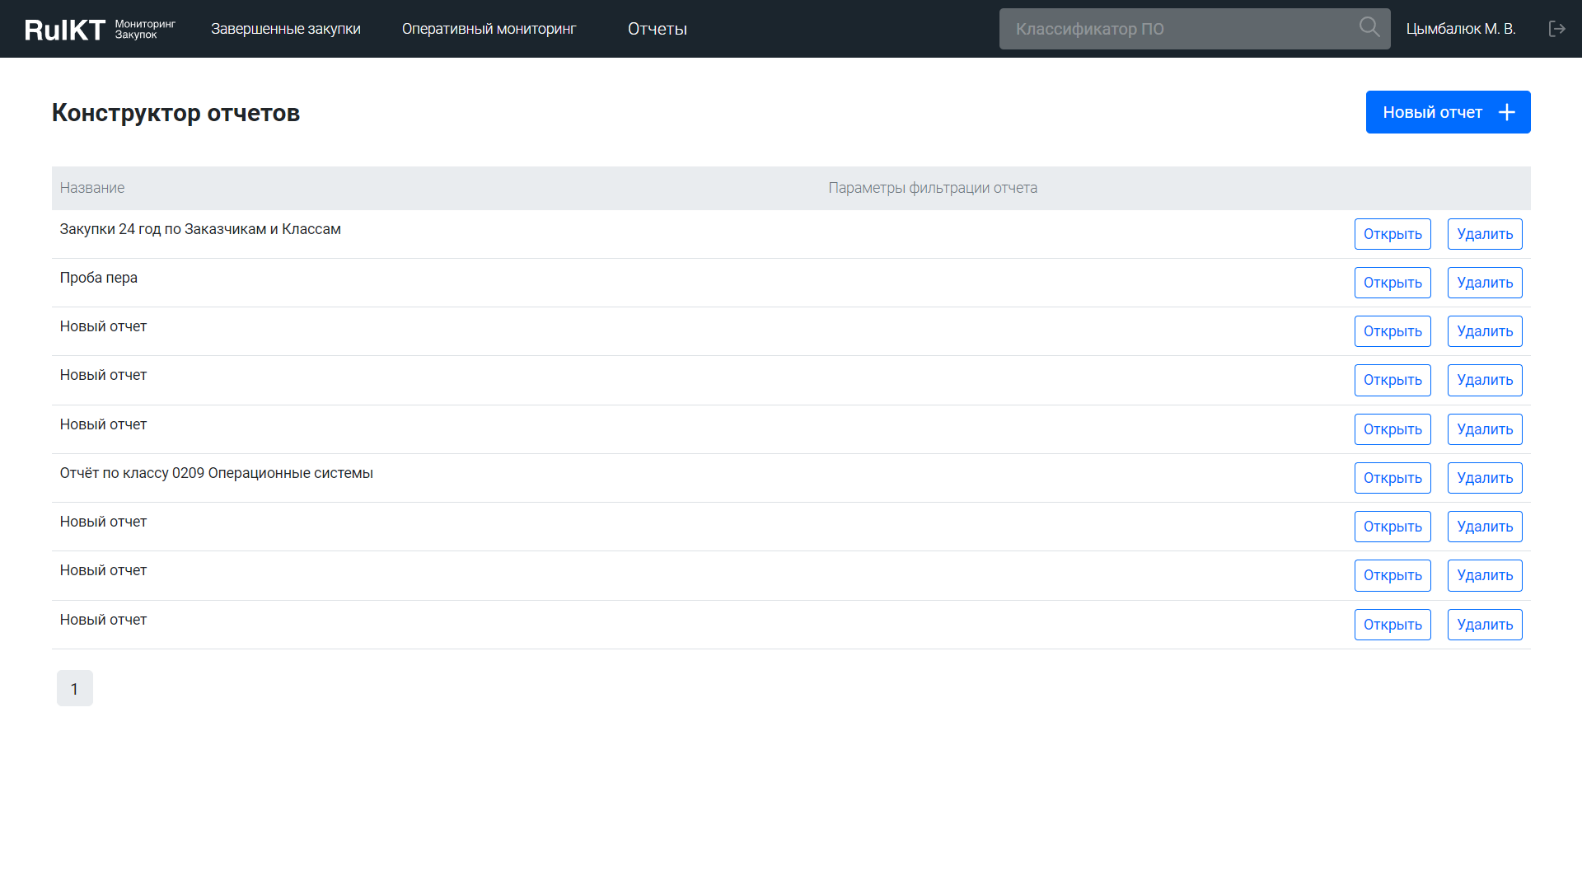 RuIKT Мониторинг Закупок Завершенные закупки Оперативный мониторинг Отчеты Классификатор ПО Цымбалюк М. В.
Конструктор отчетов Новый отчет +
Название Параметры фильтрации отчета
Закупки 24 год по Заказчикам и Классам Открыть Удалить
Проба пера Открыть Удалить
Новый отчет Открыть Удалить
Новый отчет Открыть Удалить
Новый отчет Открыть Удалить
Отчёт по классу 0209 Операционные системы Открыть Удалить
Новый отчет Открыть Удалить
Новый отчет Открыть Удалить
Новый отчет Открыть Удалить
1